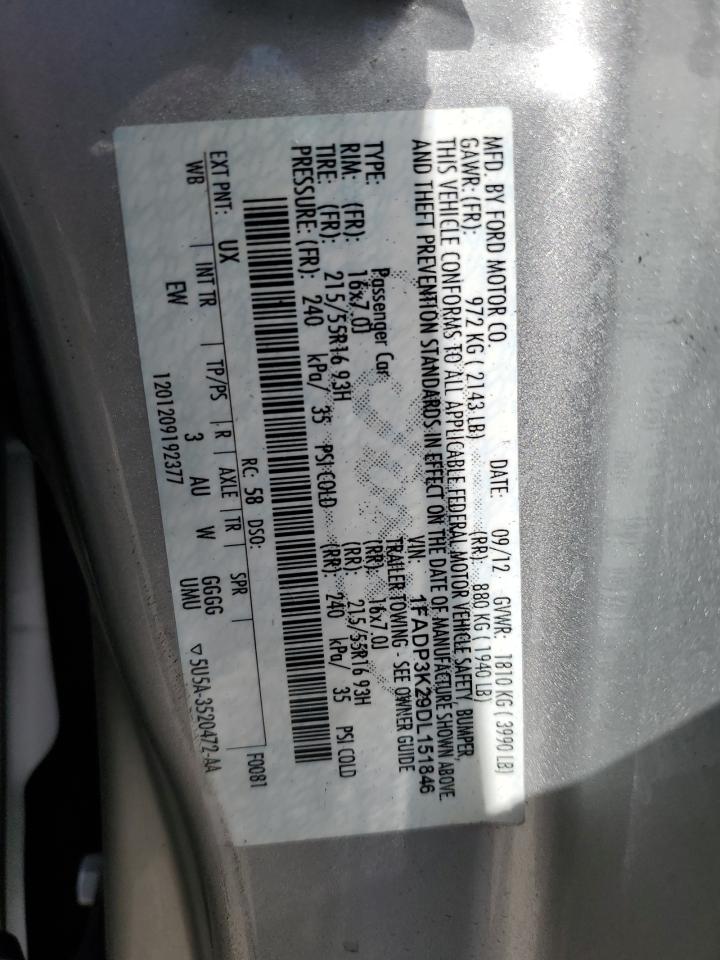 MFD. BY FORD MOTOR CO.
DATE: 09/12 GVWR: 1810 KG ( 3990 LB)
GAWR: (FR): 972 KG ( 2143 LB) (RR): 880 KG ( 1940 LB)
THIS VEHICLE CONFORMS TO ALL APPLICABLE FEDERAL MOTOR VEHICLE SAFETY, BUMPER,
AND THEFT PREVENTION STANDARDS IN EFFECT ON THE DATE OF MANUFACTURE SHOWN ABOVE.
VIN: 1FADP3K29DL151846
TYPE: Passenger Car TRAILER TOWING - SEE OWNER GUIDE
RIM: (FR): 16x7.0J (RR): 16x7.0J
TIRE: (FR): 215/55R16 93H (RR): 215/55R16 93H
PRESSURE: (FR): 240 kPa/ 35 PSI COLD (RR): 240 kPa/ 35 PSI COLD
F0081
RC: 58 DSO:
EXT PNT: UX
WB | INT TR | TP/PS | R | AXLE | TR | SPR
EW 3 AU W GGGG
UMU
1201209192377 ▽5U5A-3520472-AA